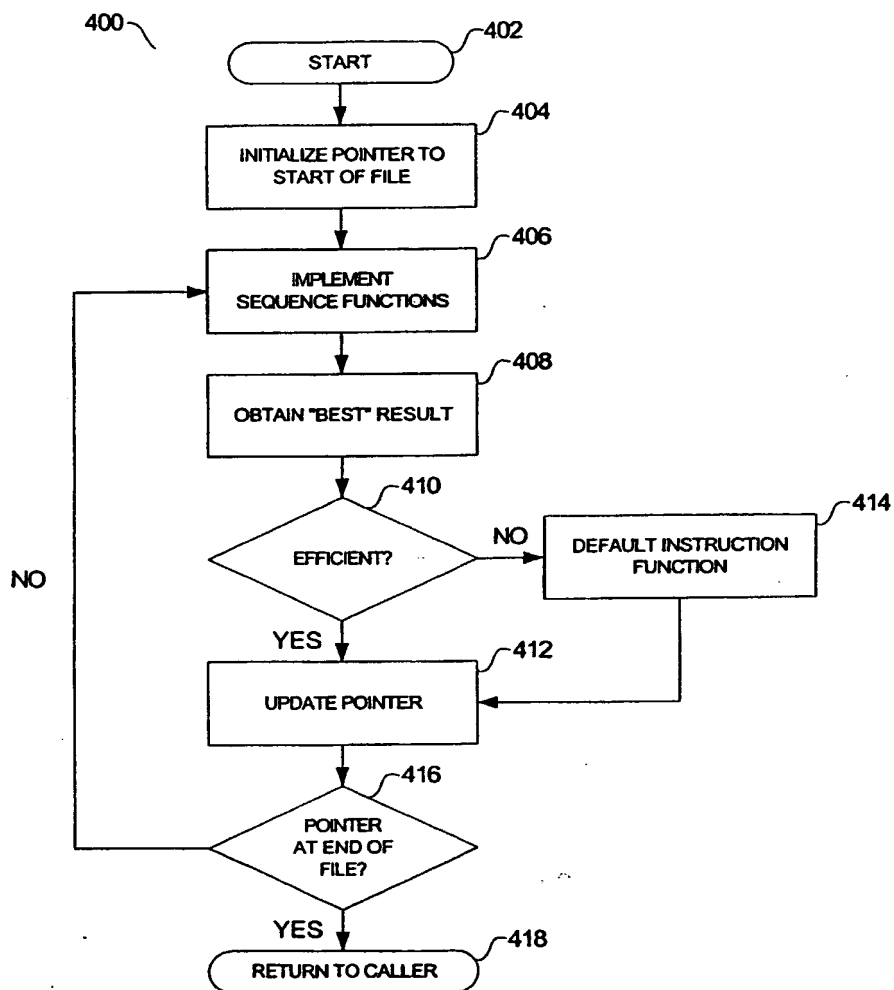 400
402
START
404
INITIALIZE POINTER TO
START OF FILE
406
IMPLEMENT
SEQUENCE FUNCTIONS
408
OBTAIN "BEST" RESULT
410
EFFICIENT?
NO
414
DEFAULT INSTRUCTION
FUNCTION
NO
YES
412
UPDATE POINTER
416
POINTER
AT END OF
FILE?
YES
418
RETURN TO CALLER